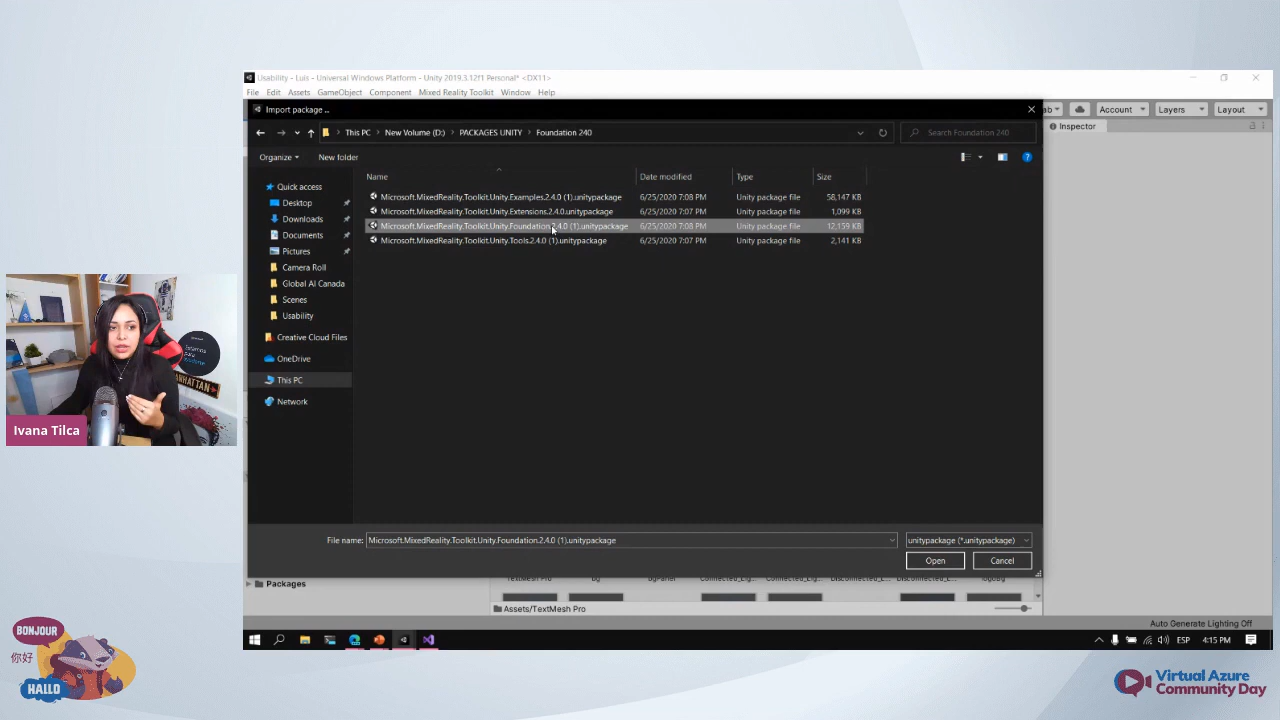 Usability - Luis - Universal Windows Platform - Unity 2019.3.12f1 Personal* <DX11>
File Edit Assets GameObject Component Mixed Reality Toolkit Window Help
Import package ...
Account Layers Layout
This PC > New Volume (D:) > PACKAGES UNITY > Foundation 240
Search Foundation 240
Inspector
Organize New folder
Name Date modified Type Size
Microsoft.MixedReality.Toolkit.Unity.Examples.2.4.0 (1).unitypackage 6/25/2020 7:08 PM Unity package file 58,147 KB
Microsoft.MixedReality.Toolkit.Unity.Extensions.2.4.0.unitypackage 6/25/2020 7:07 PM Unity package file 1,099 KB
Microsoft.MixedReality.Toolkit.Unity.Foundation.2.4.0 (1).unitypackage 6/25/2020 7:08 PM Unity package file 12,159 KB
Microsoft.MixedReality.Toolkit.Unity.Tools.2.4.0 (1).unitypackage 6/25/2020 7:07 PM Unity package file 2,141 KB
Quick access
Desktop
Downloads
Documents
Pictures
Camera Roll
Global AI Canada
Scenes
Usability
Creative Cloud Files
OneDrive
This PC
Network
File name: Microsoft.MixedReality.Toolkit.Unity.Foundation.2.4.0 (1).unitypackage
unitypackage (*.unitypackage)
Open Cancel
Packages
TextMesh Pro bg bgPanel Connected_Lig... Connected_Lig... Disconnected_L... Disconnected_L... logoBg
Assets/TextMesh Pro
Auto Generate Lighting Off
ESP 4:15 PM
MANHATTAN
Ivana Tilca
BONJOUR
你好
HALLO
Virtual Azure
Community Day